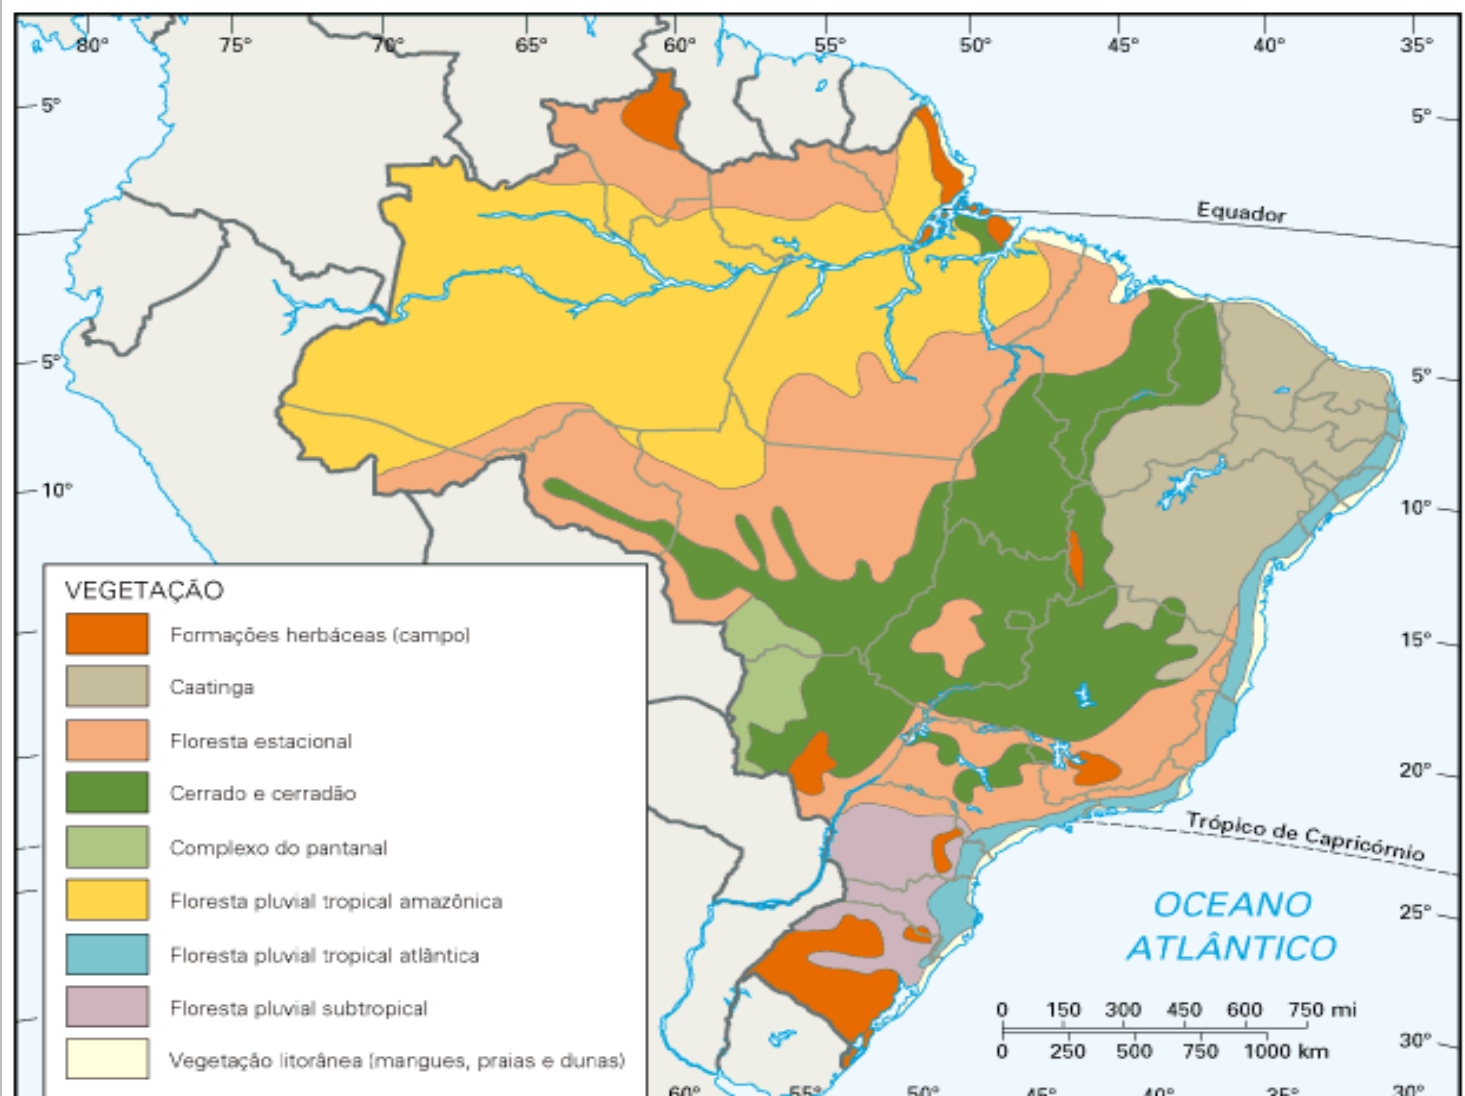 80° 75° 70° 65° 60° 55° 50° 45° 40° 35°
5° 5°
Equador
5° 5°
10° 10°
15°
20°
Trópico de Capricórnio
25°
30°
VEGETAÇÃO
Formações herbáceas (campo)
Caatinga
Floresta estacional
Cerrado e cerradão
Complexo do pantanal
Floresta pluvial tropical amazônica
Floresta pluvial tropical atlântica
Floresta pluvial subtropical
Vegetação litorânea (mangues, praias e dunas)
OCEANO
ATLÂNTICO
0 150 300 450 600 750 mi
0 250 500 750 1000 km
60° 55° 50° 45° 40° 35° 30°